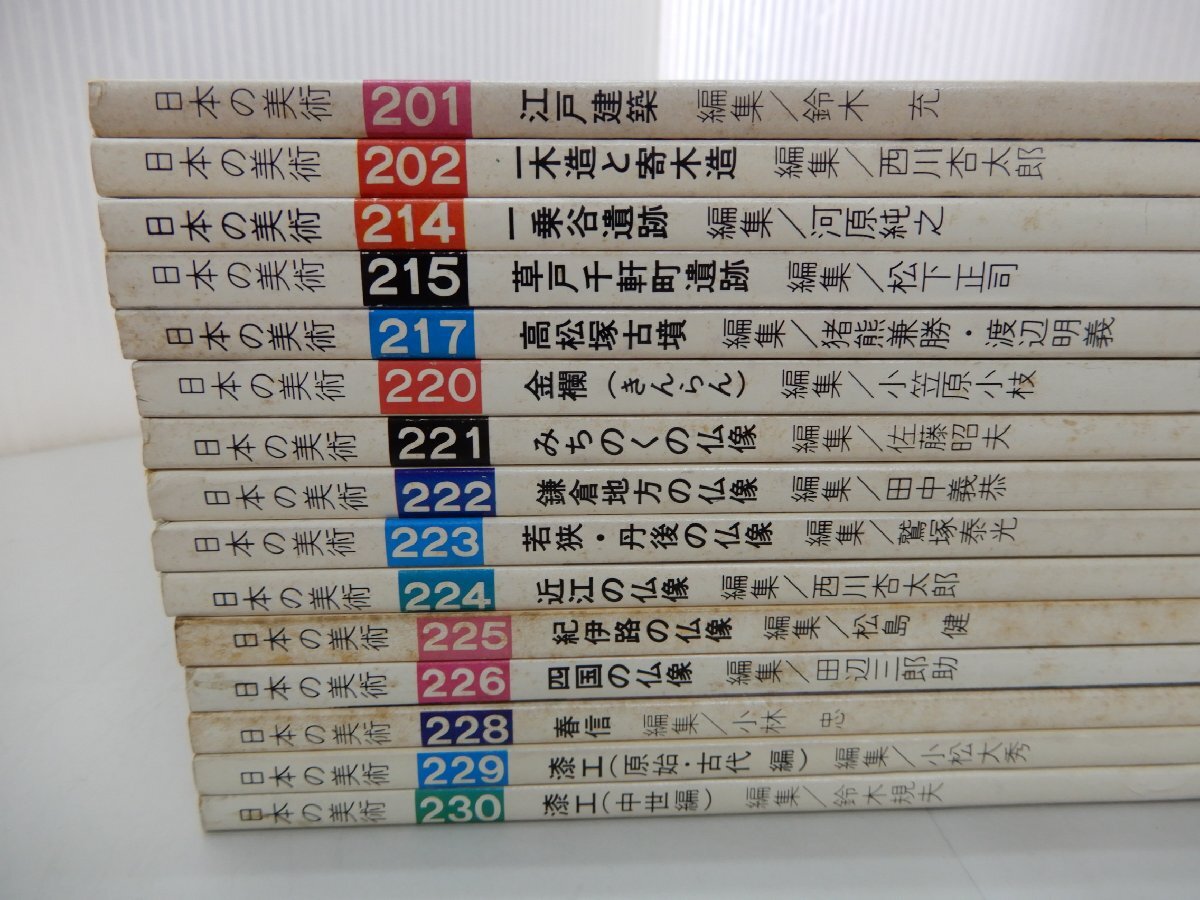 日本の美術 201 江戸建築 編集/鈴木 充
日本の美術 202 一木造と寄木造 編集/西川杏太郎
日本の美術 214 一乗谷遺跡 編集/河原純之
日本の美術 215 草戸千軒町遺跡 編集/松下正司
日本の美術 217 高松塚古墳 編集/猪熊兼勝・渡辺明義
日本の美術 220 金襴(きんらん) 編集/小笠原小枝
日本の美術 221 みちのくの仏像 編集/佐藤昭夫
日本の美術 222 鎌倉地方の仏像 編集/田中義恭
日本の美術 223 若狭・丹後の仏像 編集/鷲塚泰光
日本の美術 224 近江の仏像 編集/西川杏太郎
日本の美術 225 紀伊路の仏像 編集/松島 健
日本の美術 226 四国の仏像 編集/田辺三郎助
日本の美術 228 春信 編集/小林 忠
日本の美術 229 漆工(原始・古代編) 編集/小松大秀
日本の美術 230 漆工(中世編) 編集/鈴木規夫